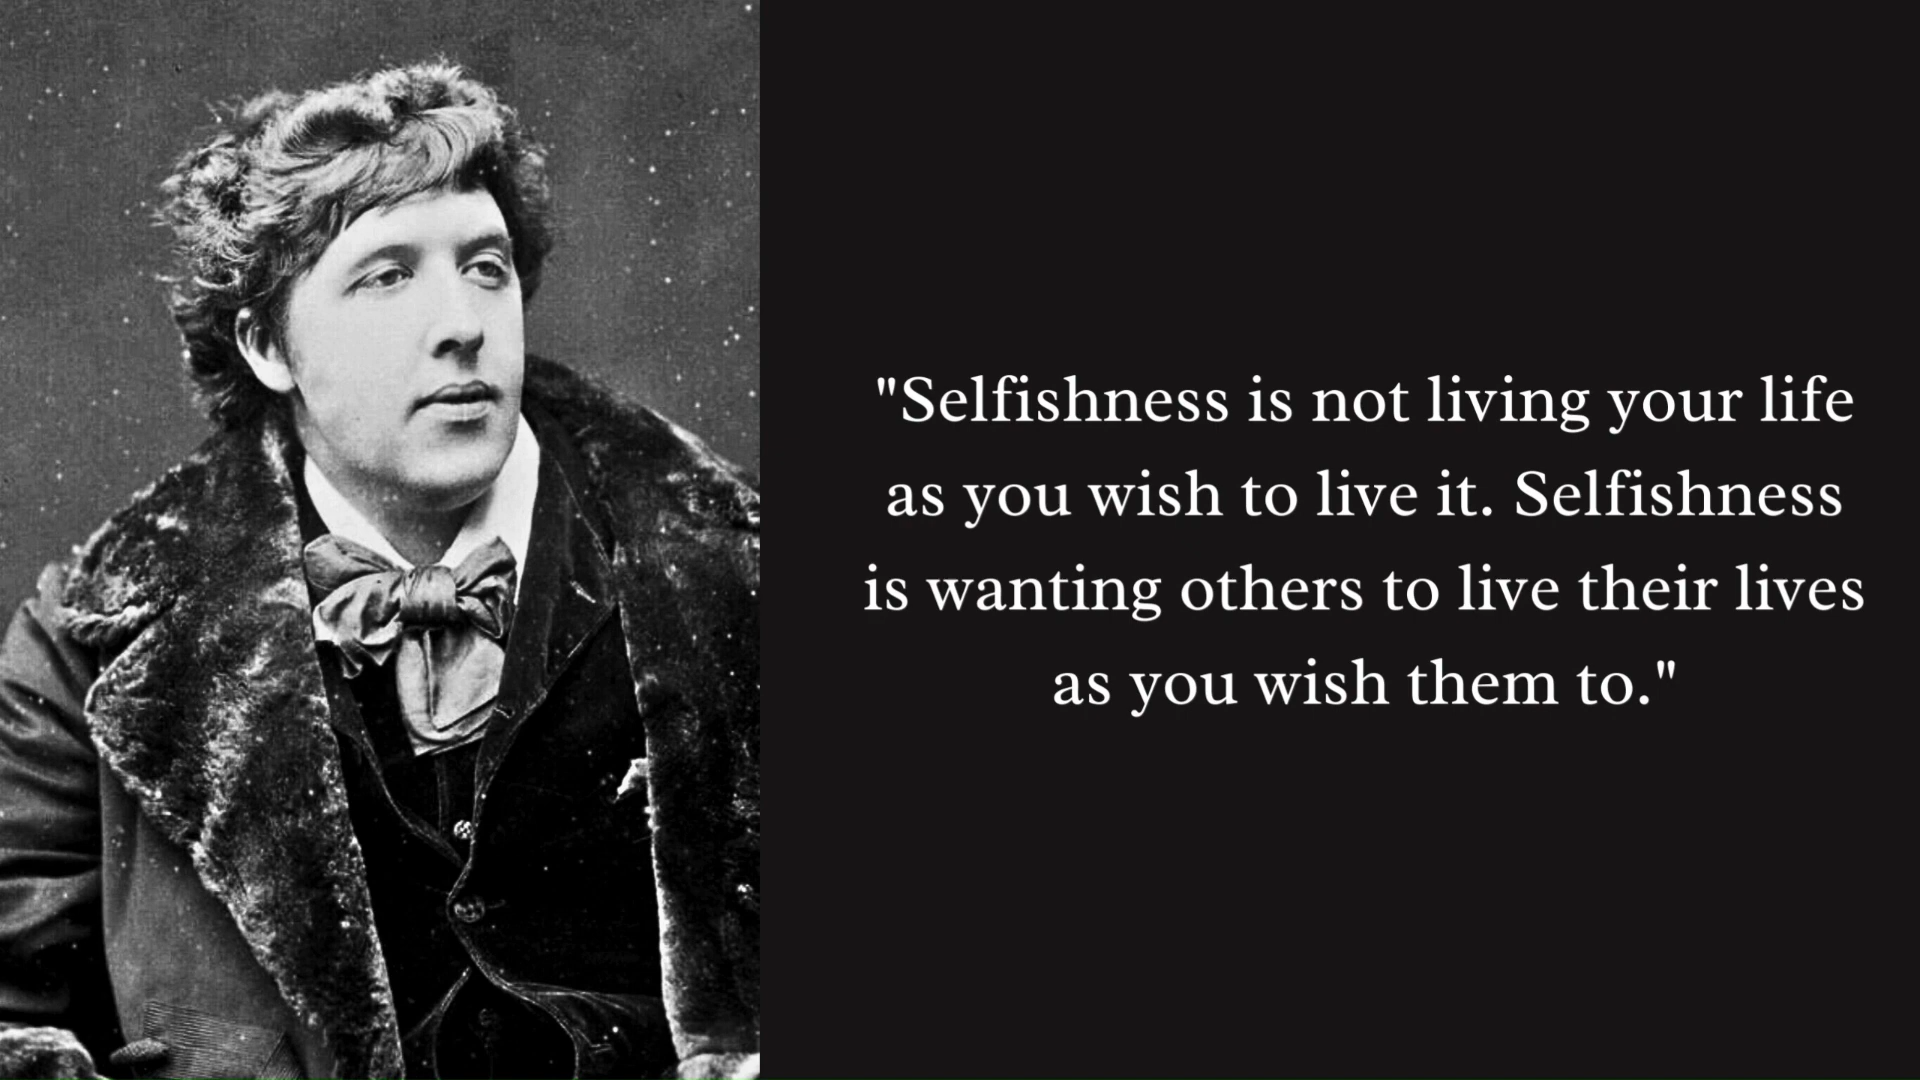 "Selfishness is not living your life
as you wish to live it. Selfishness
is wanting others to live their lives
as you wish them to."